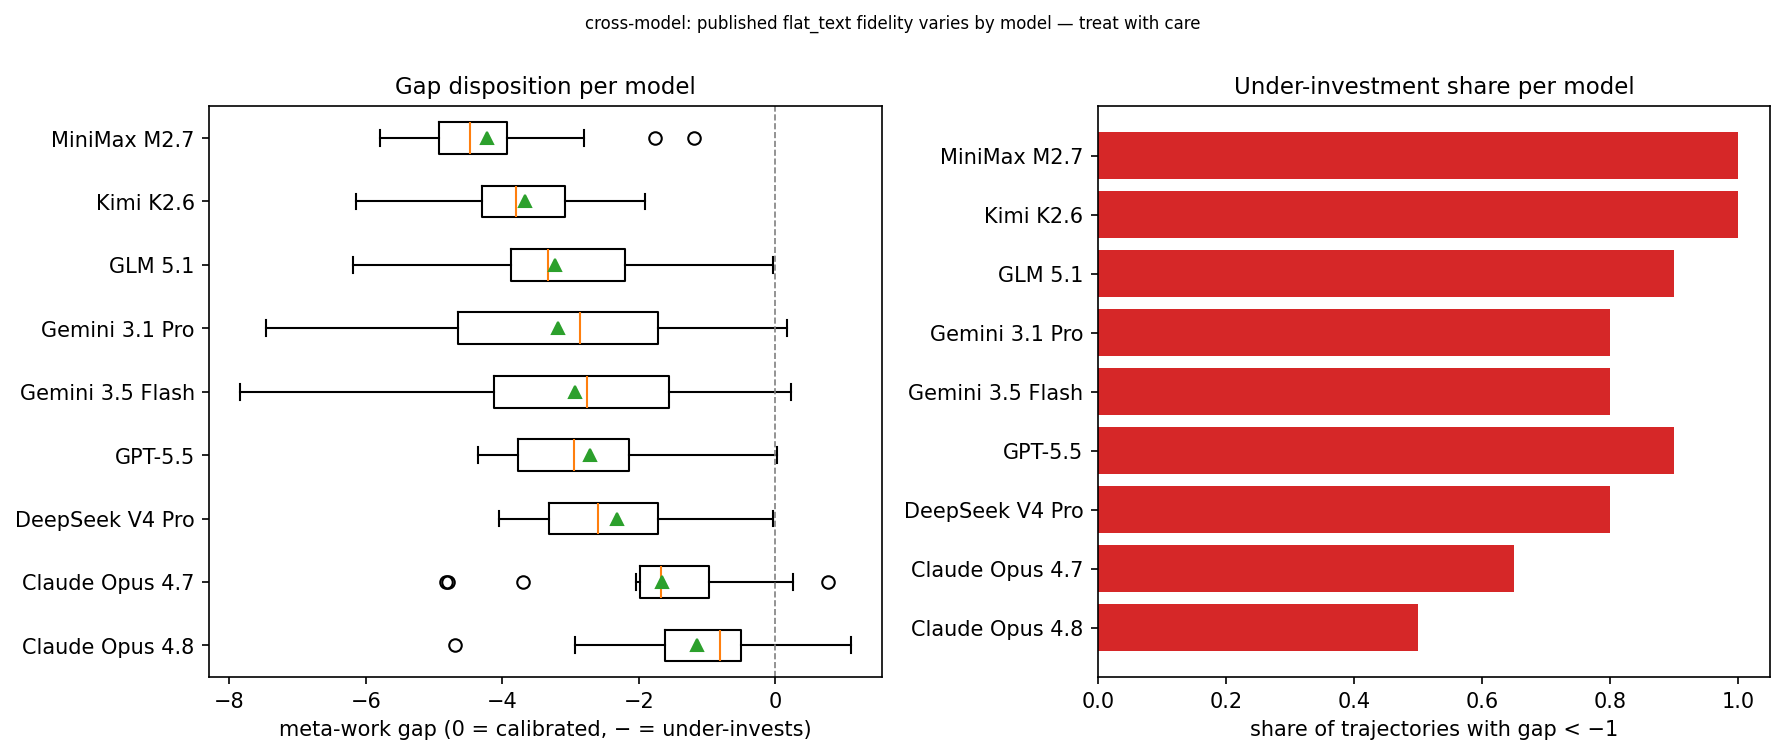 cross-model: published flat_text fidelity varies by model — treat with care
Gap disposition per model
MiniMax M2.7
Kimi K2.6
GLM 5.1
Gemini 3.1 Pro
Gemini 3.5 Flash
GPT-5.5
DeepSeek V4 Pro
Claude Opus 4.7
Claude Opus 4.8
−8 −6 −4 −2 0
meta-work gap (0 = calibrated, − = under-invests)
Under-investment share per model
MiniMax M2.7
Kimi K2.6
GLM 5.1
Gemini 3.1 Pro
Gemini 3.5 Flash
GPT-5.5
DeepSeek V4 Pro
Claude Opus 4.7
Claude Opus 4.8
0.0 0.2 0.4 0.6 0.8 1.0
share of trajectories with gap < −1